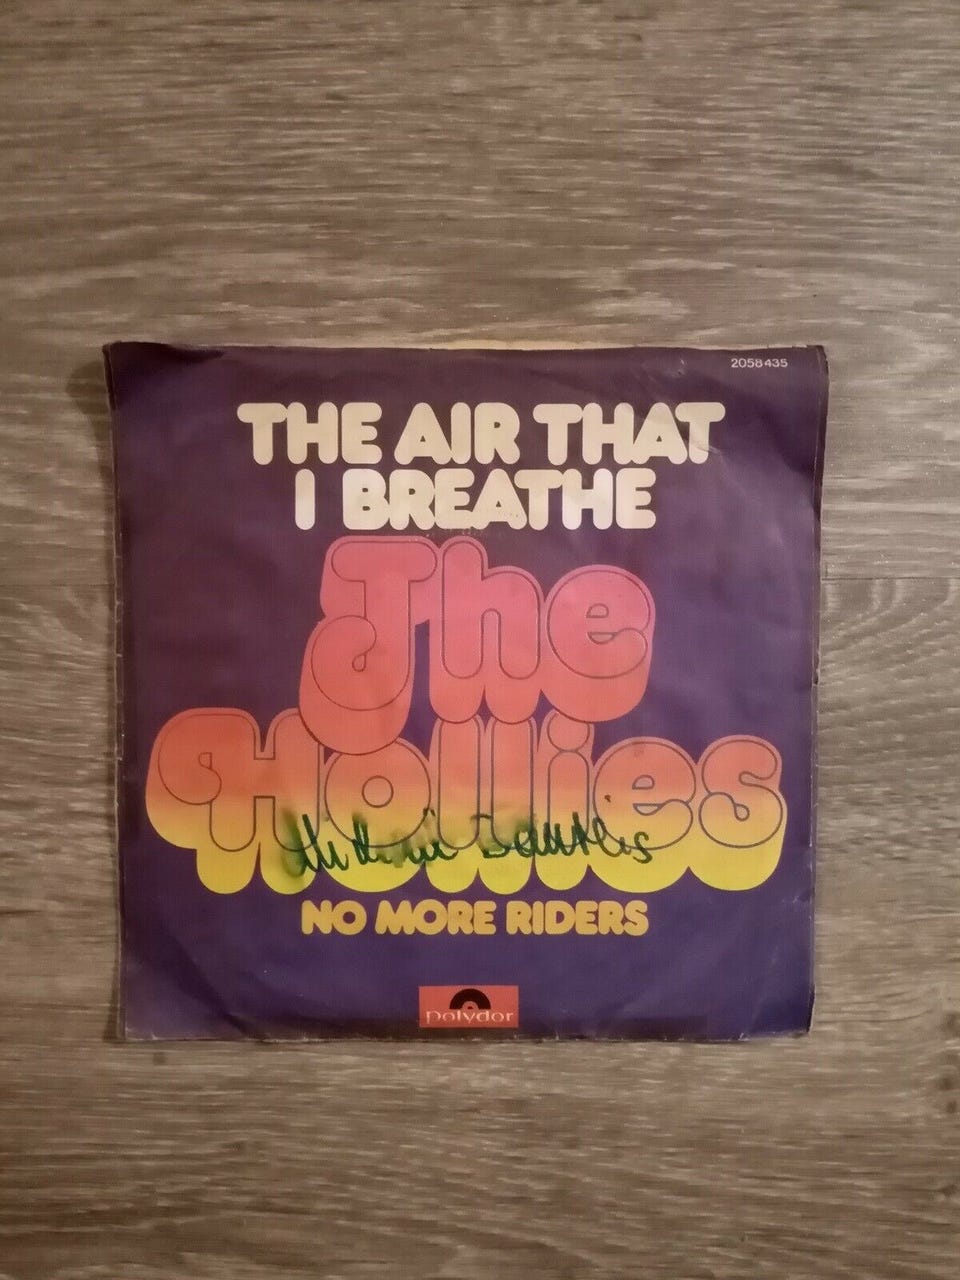 2058435
THE AIR THAT
I BREATHE
The
Hollies
NO MORE RIDERS
polydor